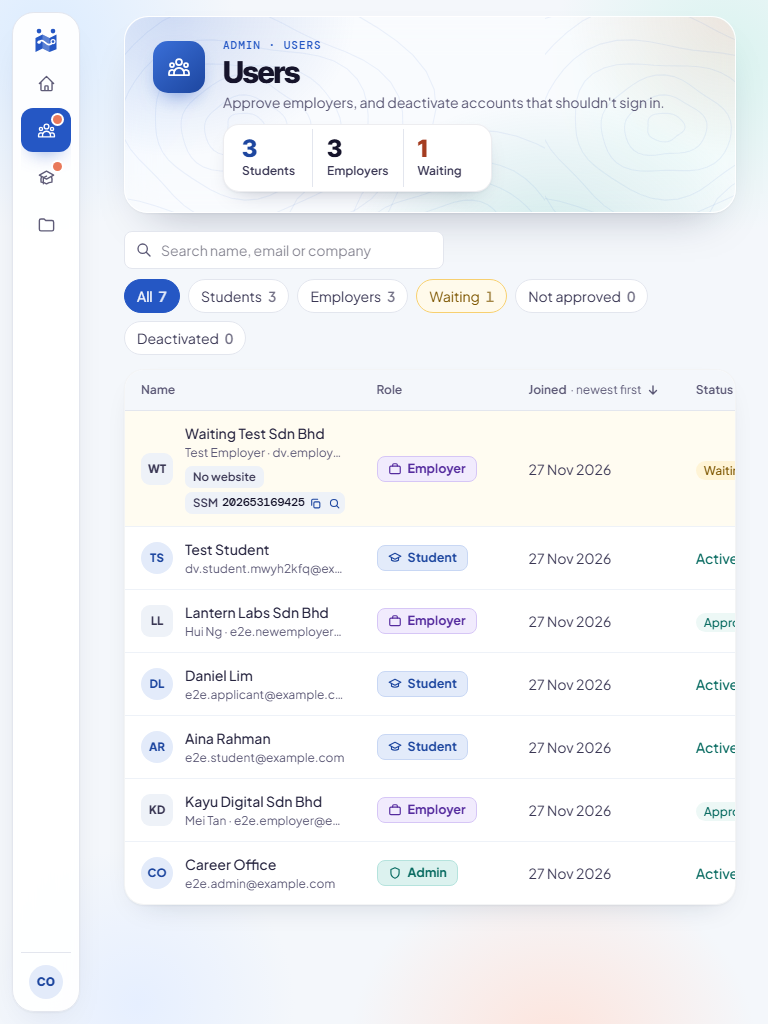 ADMIN · USERS
Users
Approve employers, and deactivate accounts that shouldn't sign in.
3 3 1
Students Employers Waiting
Search name, email or company
All 7 Students 3 Employers 3 Waiting 1 Not approved 0
Deactivated 0
Name Role Joined · newest first Status
Waiting Test Sdn Bhd
Test Employer · dv.employ…
WT Employer 27 Nov 2026
No website
SSM 202653169425
Test Student
TS Student 27 Nov 2026 Active
dv.student.mwyh2kfq@ex…
Lantern Labs Sdn Bhd
LL Employer 27 Nov 2026
Hui Ng · e2e.newemployer…
Daniel Lim
DL Student 27 Nov 2026 Active
e2e.applicant@example.c…
Aina Rahman
AR Student 27 Nov 2026 Active
e2e.student@example.com
Kayu Digital Sdn Bhd
KD Employer 27 Nov 2026
Mei Tan · e2e.employer@e…
Career Office
CO Admin 27 Nov 2026 Active
e2e.admin@example.com
CO